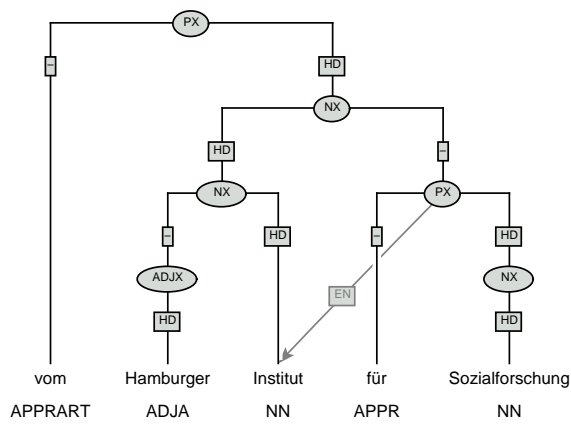 PX
– HD
NX
HD –
NX PX
– HD – HD
ADJX EN NX
HD HD
vom Hamburger Institut für Sozialforschung
APPRART ADJA NN APPR NN